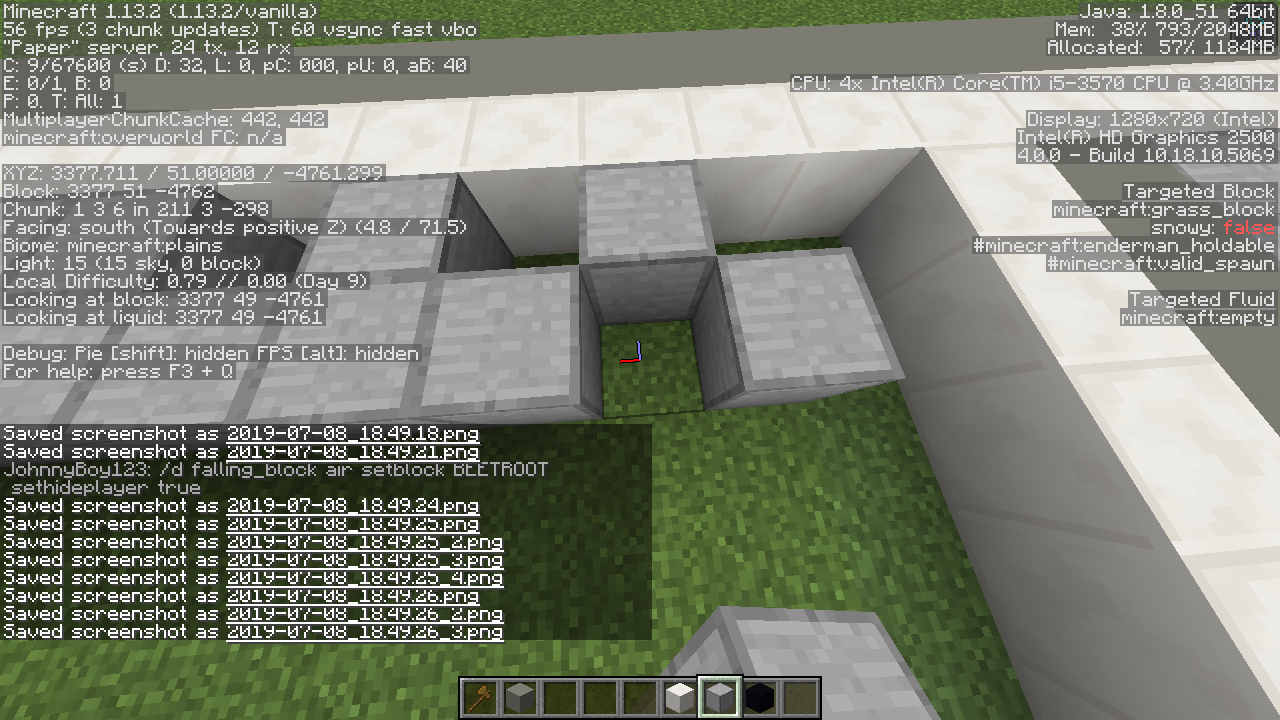 Minecraft 1.13.2 (1.13.2/vanilla)
56 fps (3 chunk updates) T: 60 vsync fast vbo
"Paper" server, 24 tx, 12 rx
C: 9/67600 (s) D: 32, L: 0, pC: 000, pU: 0, aB: 40
E: 0/1, B: 0
P: 0. T: All: 1
MultiplayerChunkCache: 442, 442
minecraft:overworld FC: n/a
XYZ: 3377.711 / 51.00000 / -4761.299
Block: 3377 51 -4762
Chunk: 1 3 6 in 211 3 -298
Facing: south (Towards positive Z) (4.8 / 71.5)
Biome: minecraft:plains
Light: 15 (15 sky, 0 block)
Local Difficulty: 0.79 // 0.00 (Day 9)
Looking at block: 3377 49 -4761
Looking at liquid: 3377 49 -4761
Debug: Pie [shift]: hidden FPS [alt]: hidden
For help: press F3 + Q
Java: 1.8.0_51 64bit
Mem: 38% 793/2048MB
Allocated: 57% 1184MB
CPU: 4x Intel(R) Core(TM) i5-3570 CPU @ 3.40GHz
Display: 1280x720 (Intel)
Intel(R) HD Graphics 2500
4.0.0 - Build 10.18.10.5069
Targeted Block
minecraft:grass_block
snowy: false
#minecraft:enderman_holdable
#minecraft:valid_spawn
Targeted Fluid
minecraft:empty
Saved screenshot as 2019-07-08_18.49.18.png
Saved screenshot as 2019-07-08_18.49.21.png
JohnnyBoy123: /d falling_block air setblock BEETROOT
sethideplayer true
Saved screenshot as 2019-07-08_18.49.24.png
Saved screenshot as 2019-07-08_18.49.25.png
Saved screenshot as 2019-07-08_18.49.25_2.png
Saved screenshot as 2019-07-08_18.49.25_3.png
Saved screenshot as 2019-07-08_18.49.25_4.png
Saved screenshot as 2019-07-08_18.49.26.png
Saved screenshot as 2019-07-08_18.49.26_2.png
Saved screenshot as 2019-07-08_18.49.26_3.png